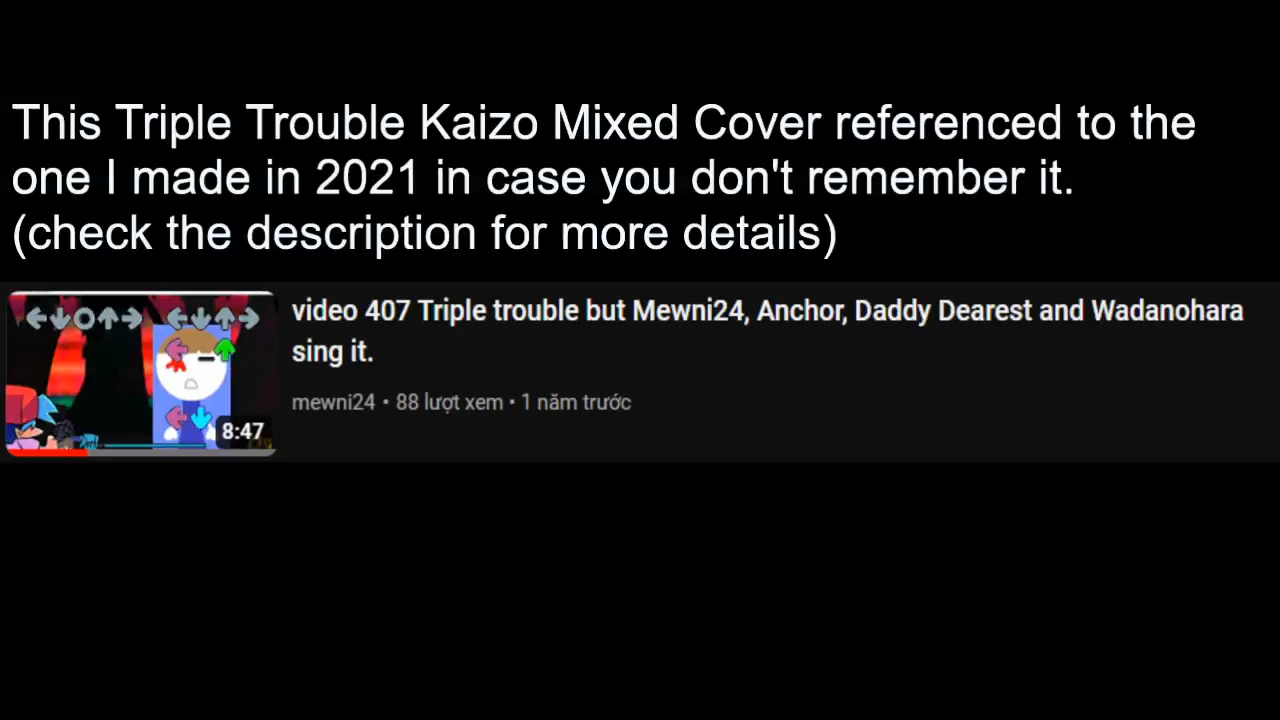 This Triple Trouble Kaizo Mixed Cover referenced to the
one I made in 2021 in case you don't remember it.
(check the description for more details)
video 407 Triple trouble but Mewni24, Anchor, Daddy Dearest and Wadanohara
sing it.
mewni24 • 88 lượt xem • 1 năm trước
8:47